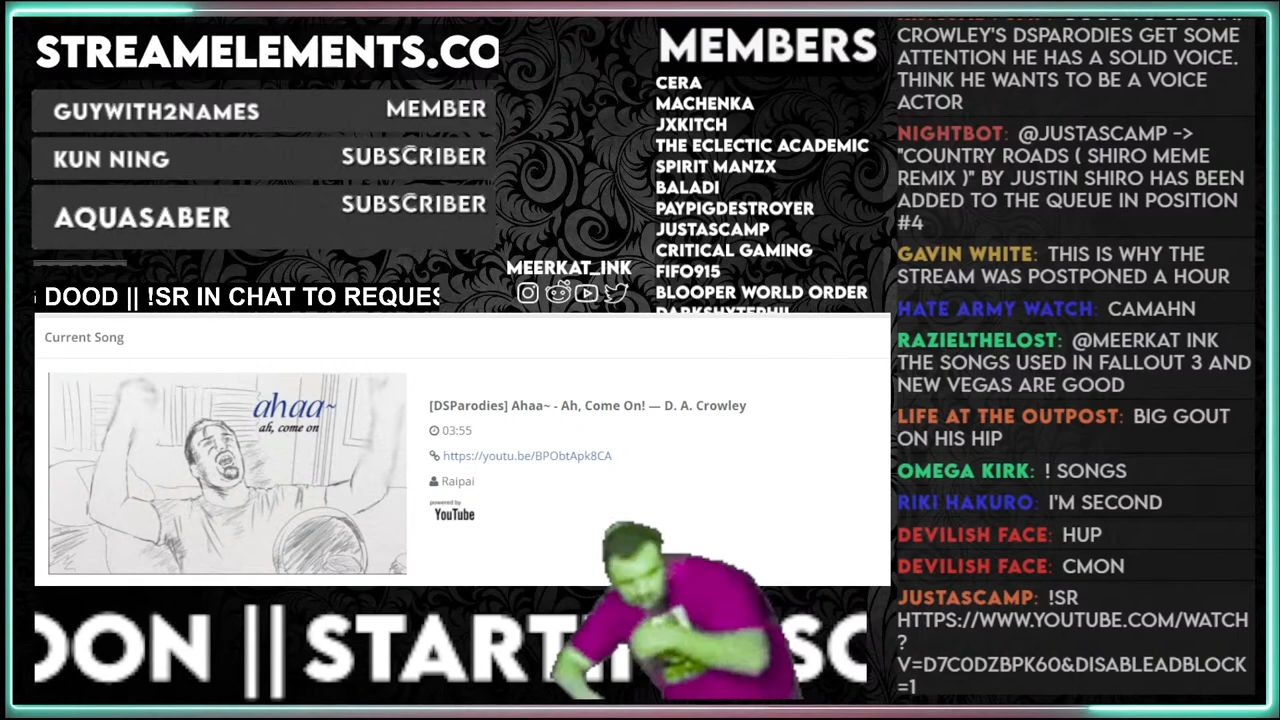 STREAMELEMENTS.CO
GUYWITH2NAMES MEMBER
KUN NING SUBSCRIBER
AQUASABER SUBSCRIBER
MEERKAT_INK
DOOD || !SR IN CHAT TO REQUES
MEMBERS
CERA
MACHENKA
JXKITCH
THE ECLECTIC ACADEMIC
SPIRIT MANZX
BALADI
PAYPIGDESTROYER
JUSTASCAMP
CRITICAL GAMING
FIFO915
BLOOPER WORLD ORDER
Current Song
ahaa~
ah, come on
[DSParodies] Ahaa~ - Ah, Come On! — D. A. Crowley
03:55
https://youtu.be/BPObtApk8CA
Raipai
powered by
YouTube
DON || START
CROWLEY'S DSPARODIES GET SOME
ATTENTION HE HAS A SOLID VOICE.
THINK HE WANTS TO BE A VOICE
ACTOR
NIGHTBOT: @JUSTASCAMP ->
"COUNTRY ROADS ( SHIRO MEME
REMIX )" BY JUSTIN SHIRO HAS BEEN
ADDED TO THE QUEUE IN POSITION
#4
GAVIN WHITE: THIS IS WHY THE
STREAM WAS POSTPONED A HOUR
HATE ARMY WATCH: CAMAHN
RAZIELTHELOST: @MEERKAT INK
THE SONGS USED IN FALLOUT 3 AND
NEW VEGAS ARE GOOD
LIFE AT THE OUTPOST: BIG GOUT
ON HIS HIP
OMEGA KIRK: ! SONGS
RIKI HAKURO: I'M SECOND
DEVILISH FACE: HUP
DEVILISH FACE: CMON
JUSTASCAMP: !SR
HTTPS://WWW.YOUTUBE.COM/WATCH
?
V=D7C0DZBPK60&DISABLEADBLOCK
=1